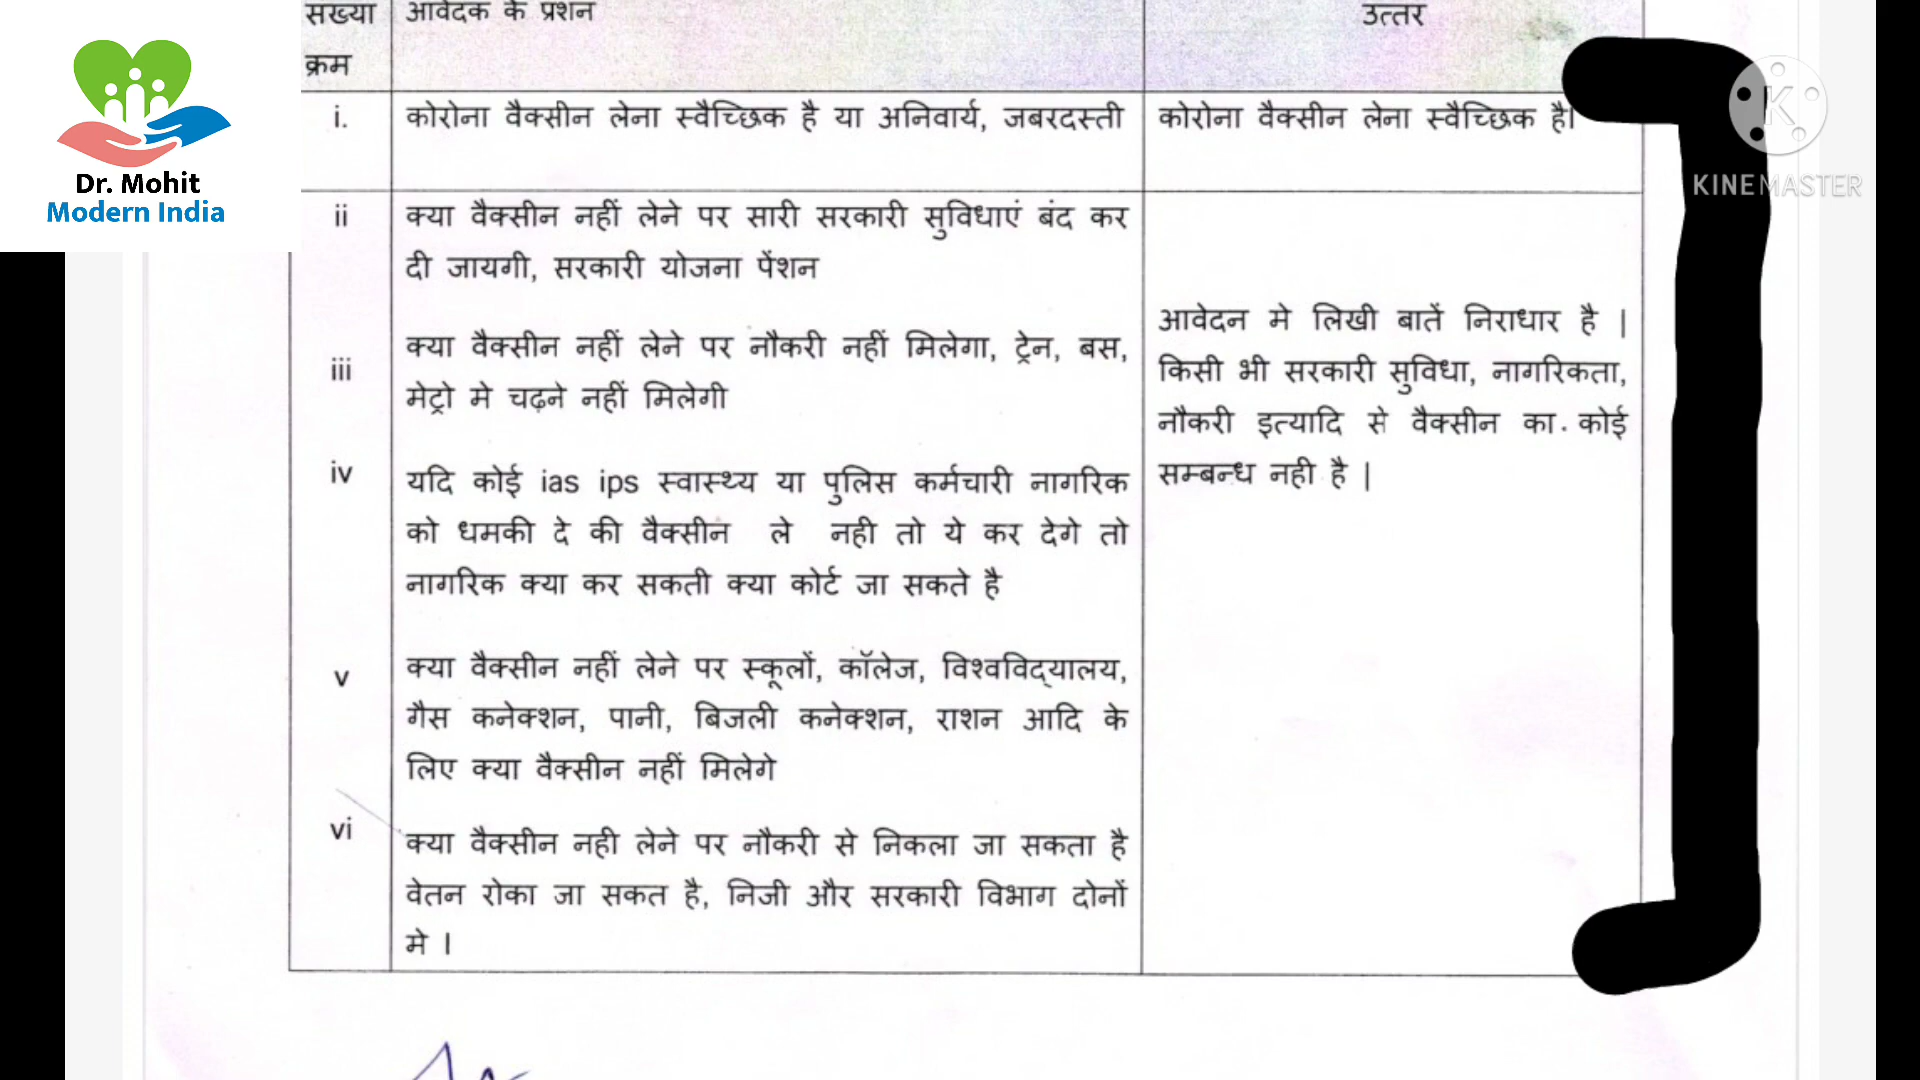 संख्या
क्रम
आवेदक के प्रशन
उत्तर
Dr. Mohit
Modern India
KINEMASTER
i.
कोरोना वैक्सीन लेना स्वैच्छिक है या अनिवार्य, जबरदस्ती
कोरोना वैक्सीन लेना स्वैच्छिक है।
ii
क्या वैक्सीन नहीं लेने पर सारी सरकारी सुविधाएं बंद कर
दी जायगी, सरकारी योजना पेंशन
iii
क्या वैक्सीन नहीं लेने पर नौकरी नहीं मिलेगा, ट्रेन, बस,
मेट्रो मे चढ़ने नहीं मिलेगी
iv
यदि कोई ias ips स्वास्थ्य या पुलिस कर्मचारी नागरिक
को धमकी दे की वैक्सीन ले नही तो ये कर देगे तो
नागरिक क्या कर सकती क्या कोर्ट जा सकते है
v
क्या वैक्सीन नहीं लेने पर स्कूलों, कॉलेज, विश्वविद्यालय,
गैस कनेक्शन, पानी, बिजली कनेक्शन, राशन आदि के
लिए क्या वैक्सीन नहीं मिलेगे
vi
क्या वैक्सीन नही लेने पर नौकरी से निकला जा सकता है
वेतन रोका जा सकत है, निजी और सरकारी विभाग दोनों
मे ।
आवेदन मे लिखी बातें निराधार है |
किसी भी सरकारी सुविधा, नागरिकता,
नौकरी इत्यादि से वैक्सीन का कोई
सम्बन्ध नही है |